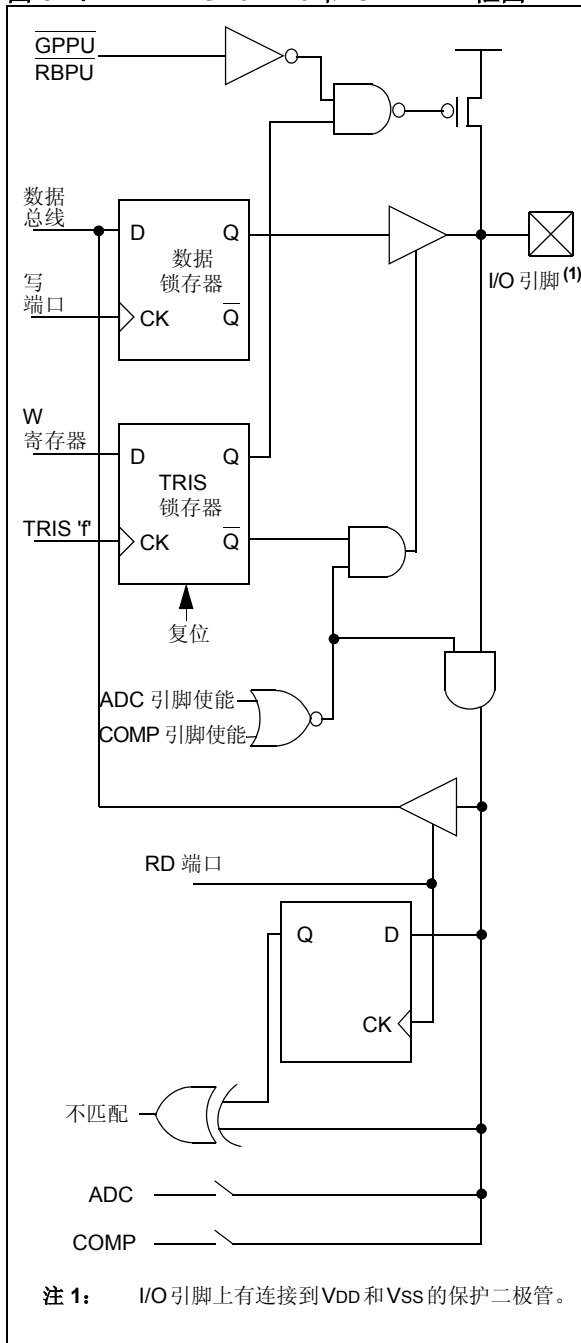 GPPU
RBPU
数据
总线
D
Q
数据
锁存器
写
端口
CK
Q
I/O 引脚(1)
W
寄存器
D
Q
TRIS
锁存器
TRIS 'f'
CK
Q
复位
ADC 引脚使能
COMP 引脚使能
RD 端口
Q
D
CK
不匹配
ADC
COMP
注 1： I/O引脚上有连接到VDD和VSS的保护二极管。